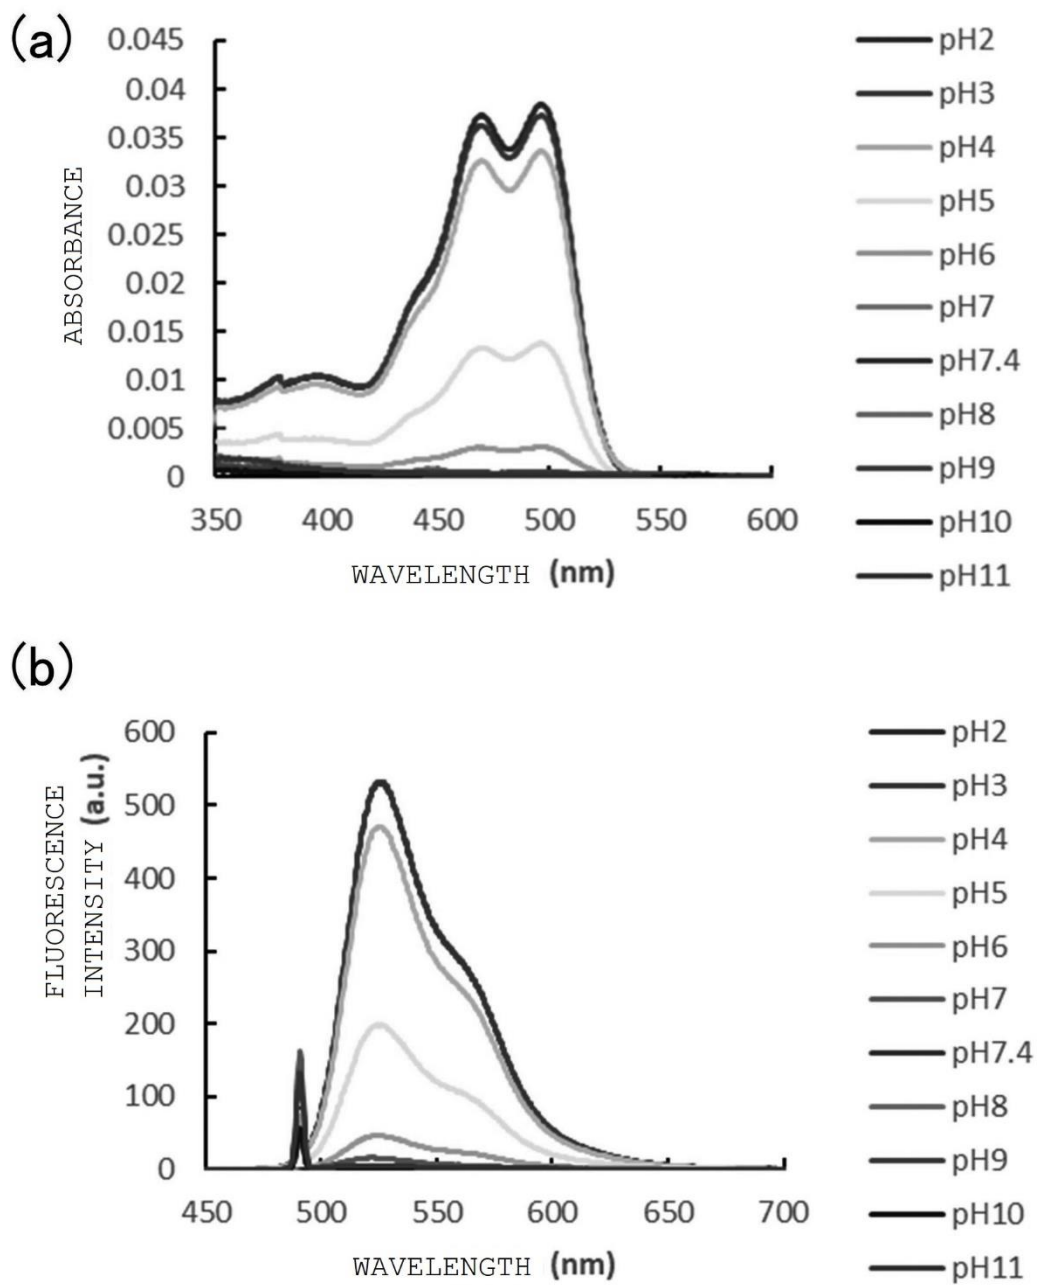 (a)
ABSORBANCE
0.045
0.04
0.035
0.03
0.025
0.02
0.015
0.01
0.005
0
350 400 450 500 550 600
WAVELENGTH (nm)
pH2
pH3
pH4
pH5
pH6
pH7
pH7.4
pH8
pH9
pH10
pH11
(b)
FLUORESCENCE
INTENSITY (a.u.)
600
500
400
300
200
100
0
450 500 550 600 650 700
WAVELENGTH (nm)
pH2
pH3
pH4
pH5
pH6
pH7
pH7.4
pH8
pH9
pH10
pH11